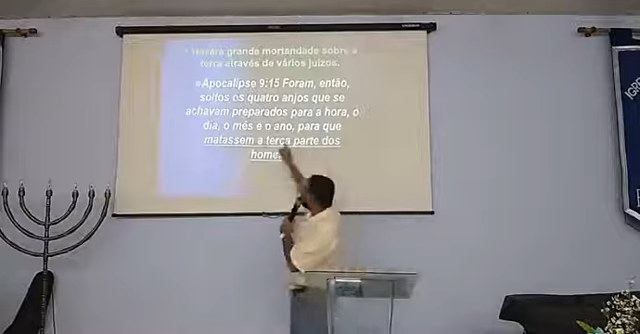 * Haverá grande mortandade sobre a
terra através de vários juízos.
«Apocalipse 9:15 Foram, então,
soltos os quatro anjos que se
achavam preparados para a hora, o
dia, o mês e o ano, para que
matassem a terça parte dos
IGRE